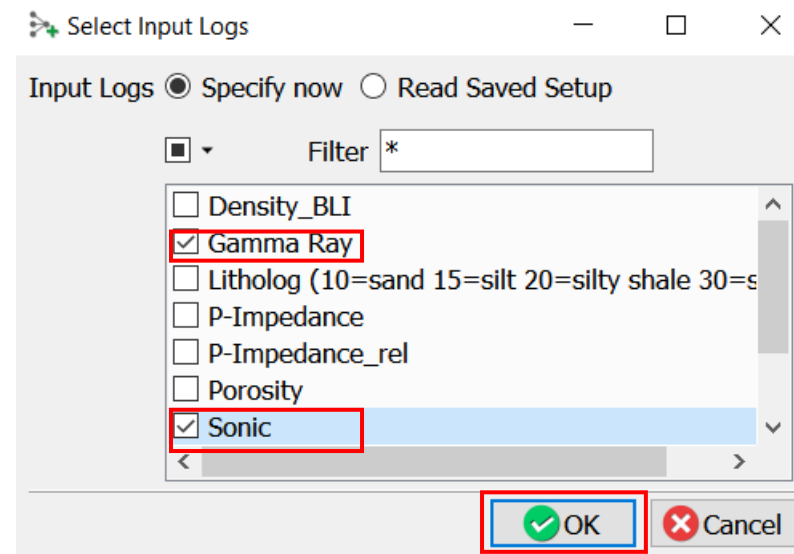 Select Input Logs
Input Logs Specify now Read Saved Setup
Filter *
Density_BLI
Gamma Ray
Litholog (10=sand 15=silt 20=silty shale 30=s
P-Impedance
P-Impedance_rel
Porosity
Sonic
OK Cancel